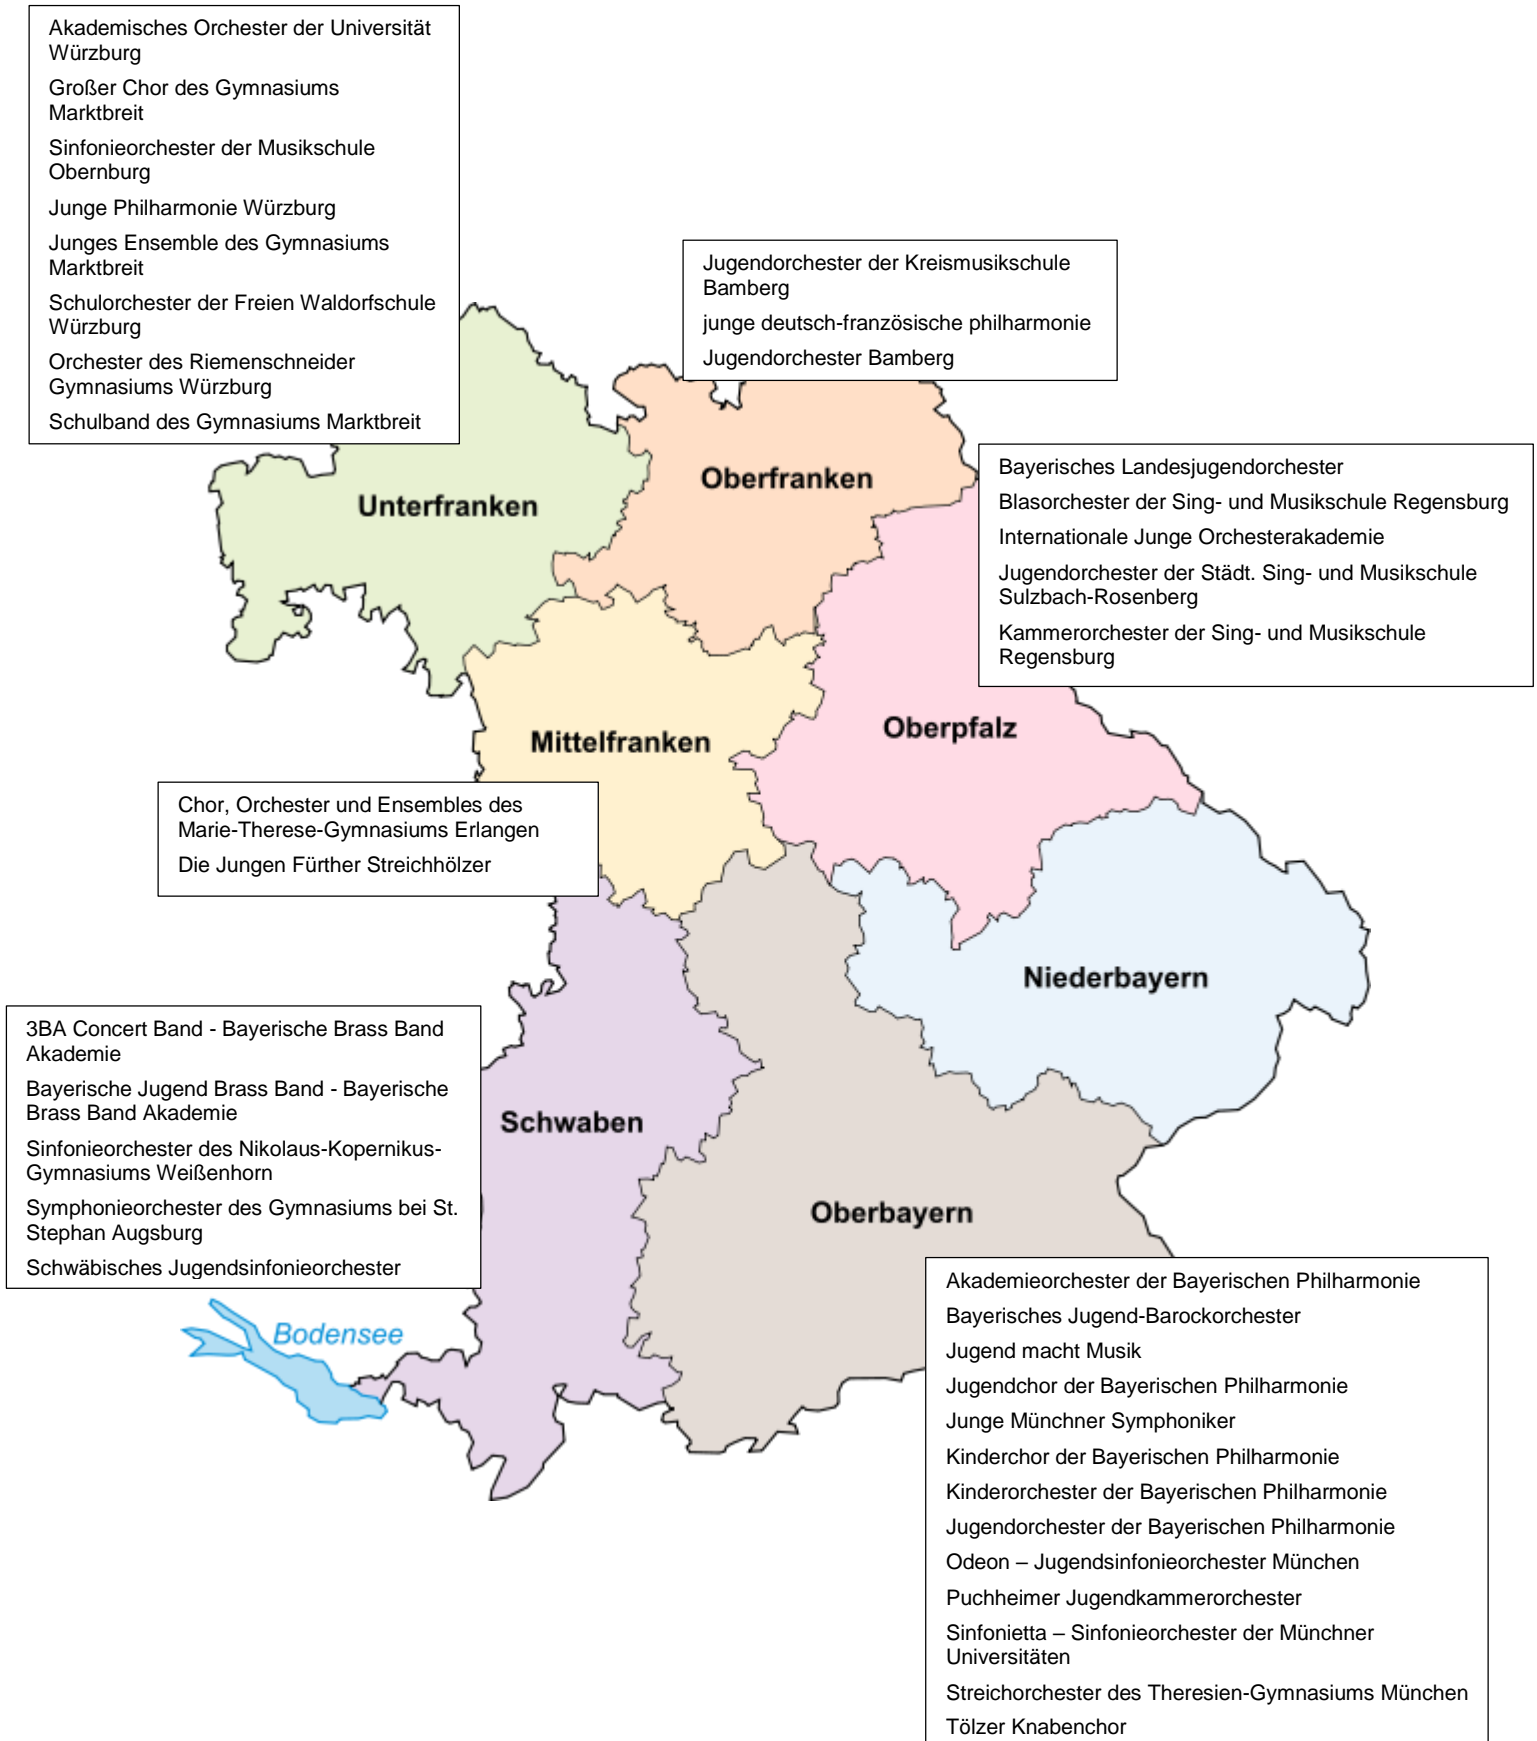 Akademisches Orchester der Universität
Würzburg
Großer Chor des Gymnasiums
Marktbreit
Sinfonieorchester der Musikschule
Obernburg
Junge Philharmonie Würzburg
Junges Ensemble des Gymnasiums
Marktbreit
Schulorchester der Freien Waldorfschule
Würzburg
Orchester des Riemenschneider
Gymnasiums Würzburg
Schulband des Gymnasiums Marktbreit
Jugendorchester der Kreismusikschule
Bamberg
junge deutsch-französische philharmonie
Jugendorchester Bamberg
Unterfranken
Oberfranken
Bayerisches Landesjugendorchester
Blasorchester der Sing- und Musikschule Regensburg
Internationale Junge Orchesterakademie
Jugendorchester der Städt. Sing- und Musikschule
Sulzbach-Rosenberg
Kammerorchester der Sing- und Musikschule
Regensburg
Mittelfranken
Oberpfalz
Chor, Orchester und Ensembles des
Marie-Therese-Gymnasiums Erlangen
Die Jungen Fürther Streichhölzer
Niederbayern
3BA Concert Band - Bayerische Brass Band
Akademie
Bayerische Jugend Brass Band - Bayerische
Brass Band Akademie
Sinfonieorchester des Nikolaus-Kopernikus-
Gymnasiums Weißenhorn
Symphonieorchester des Gymnasiums bei St.
Stephan Augsburg
Schwäbisches Jugendsinfonieorchester
Schwaben
Oberbayern
Bodensee
Akademieorchester der Bayerischen Philharmonie
Bayerisches Jugend-Barockorchester
Jugend macht Musik
Jugendchor der Bayerischen Philharmonie
Junge Münchner Symphoniker
Kinderchor der Bayerischen Philharmonie
Kinderorchester der Bayerischen Philharmonie
Jugendorchester der Bayerischen Philharmonie
Odeon – Jugendsinfonieorchester München
Puchheimer Jugendkammerorchester
Sinfonietta – Sinfonieorchester der Münchner
Universitäten
Streichorchester des Theresien-Gymnasiums München
Tölzer Knabenchor